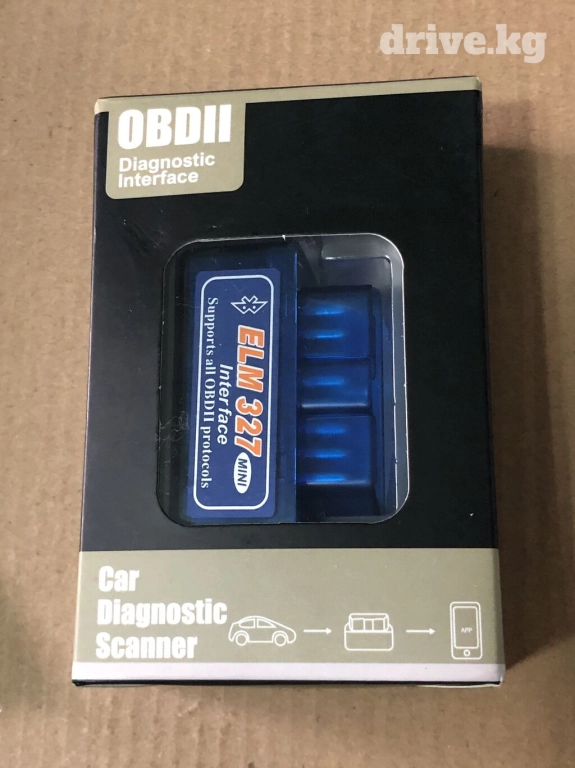 drive.kg
OBDII
Diagnostic
Interface
ELM 327
MINI
Interface
Supports all OBDII protocols
Car
Diagnostic
Scanner
APP